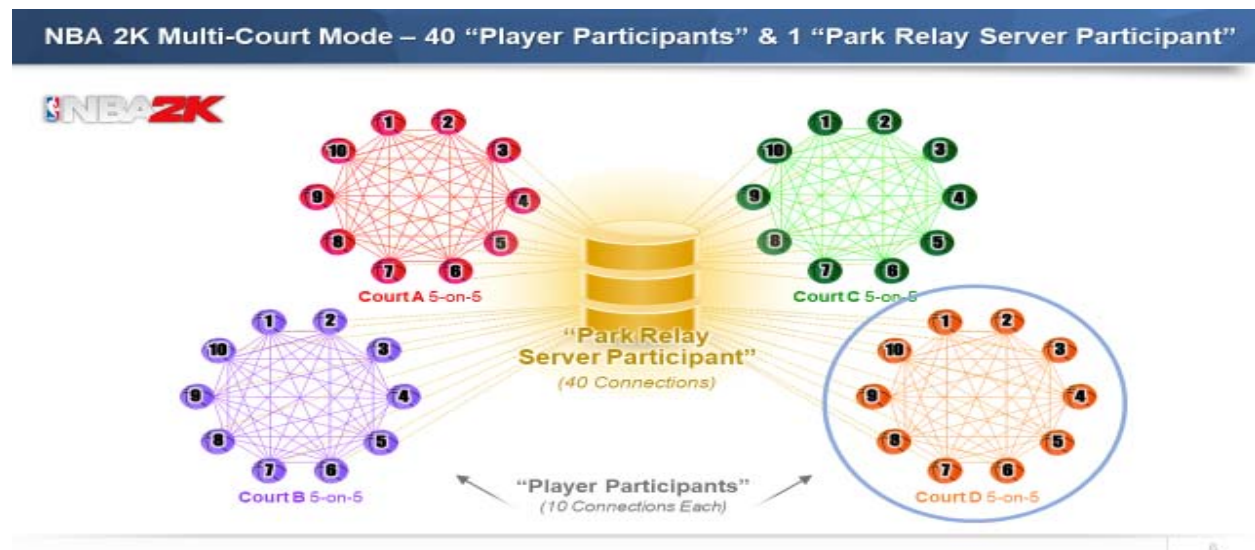 NBA 2K Multi-Court Mode – 40 “Player Participants” & 1 “Park Relay Server Participant”
NBA2K
1 2
10 3
9 4
8 5
7 6
Court A 5-on-5
1 2
10 3
9 4
8 5
7 6
Court C 5-on-5
“Park Relay
Server Participant”
(40 Connections)
1 2
10 3
9 4
8 5
7 6
Court B 5-on-5
1 2
10 3
9 4
8 5
7 6
Court D 5-on-5
“Player Participants”
(10 Connections Each)